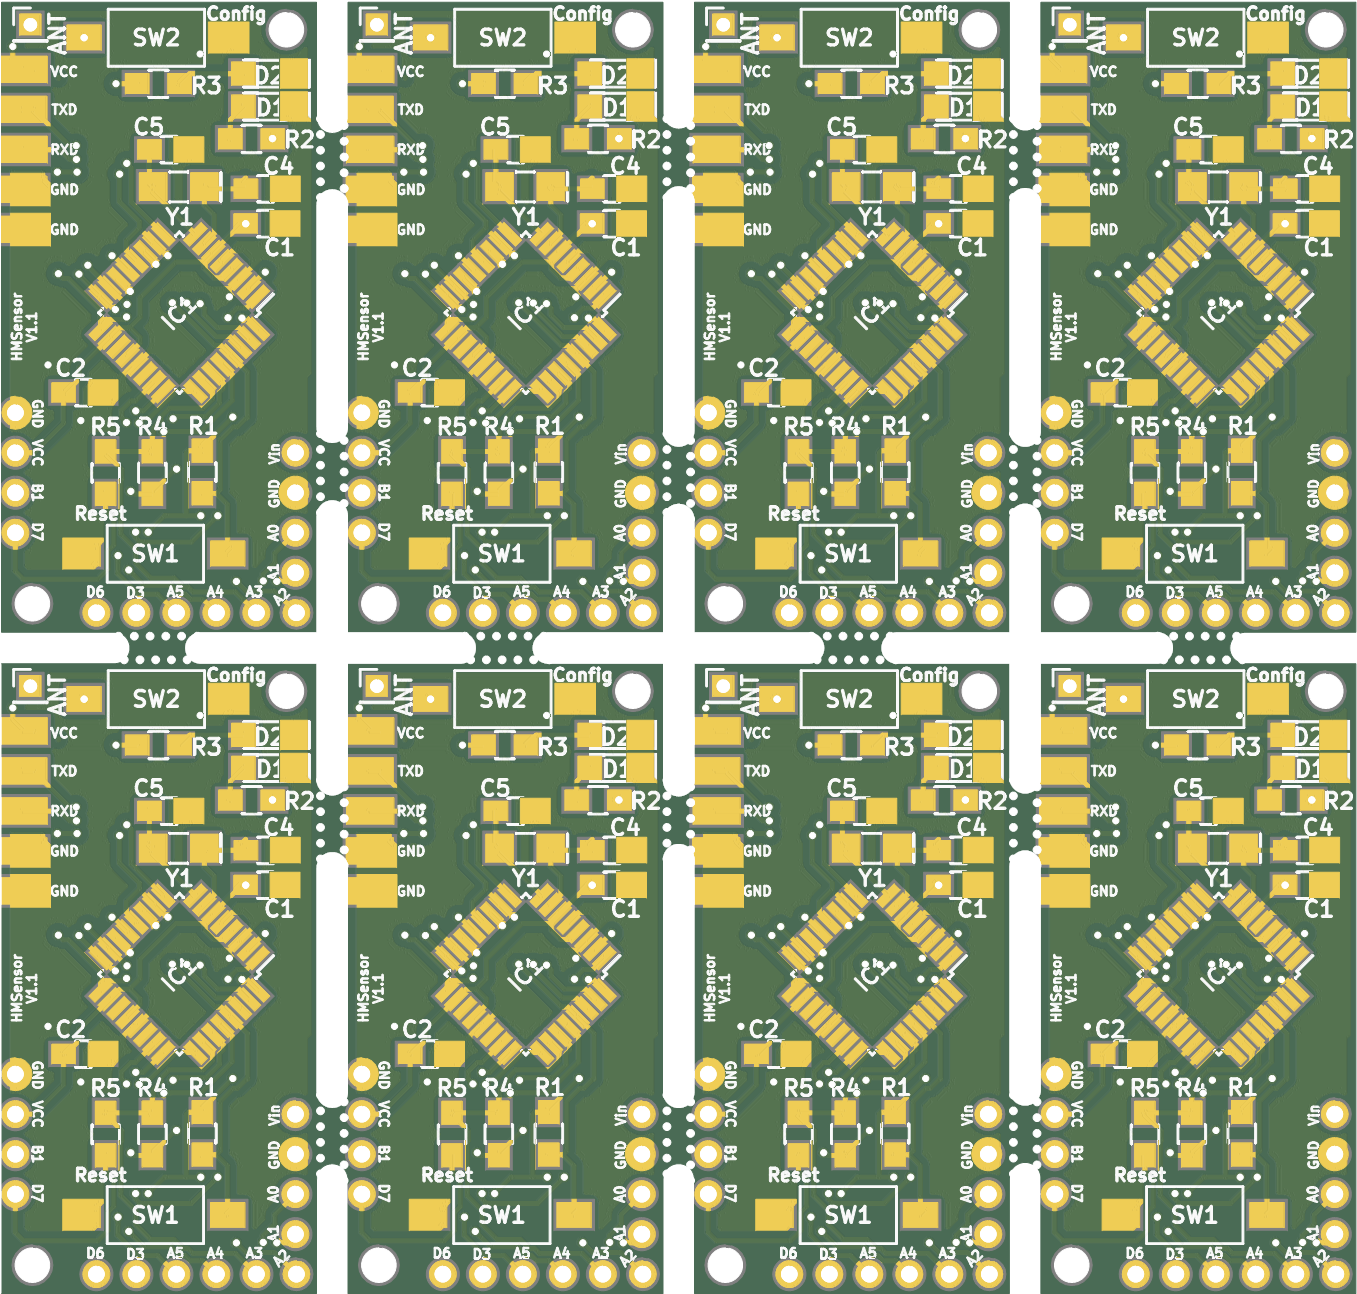 Config
ANT
SW2
VCC
D2
R3
TXD
D1
C5
R2
RXD
C4
GND
Y1
GND
C1
IC1
HMSensor
V1.1
C2
GND
R5 R4 R1
VCC
Vin
B1
GND
Reset
D7
A0
SW1
A1
D6 D3 A5 A4 A3 A2
Config
ANT
SW2
VCC
D2
R3
TXD
D1
C5
R2
RXD
C4
GND
Y1
GND
C1
IC1
HMSensor
V1.1
C2
GND
R5 R4 R1
VCC
Vin
B1
GND
Reset
D7
A0
SW1
A1
D6 D3 A5 A4 A3 A2
Config
ANT
SW2
VCC
D2
R3
TXD
D1
C5
R2
RXD
C4
GND
Y1
GND
C1
IC1
HMSensor
V1.1
C2
GND
R5 R4 R1
VCC
Vin
B1
GND
Reset
D7
A0
SW1
A1
D6 D3 A5 A4 A3 A2
Config
ANT
SW2
VCC
D2
R3
TXD
D1
C5
R2
RXD
C4
GND
Y1
GND
C1
IC1
HMSensor
V1.1
C2
GND
R5 R4 R1
VCC
Vin
B1
GND
Reset
D7
A0
SW1
A1
D6 D3 A5 A4 A3 A2
Config
ANT
SW2
VCC
D2
R3
TXD
D1
C5
R2
RXD
C4
GND
Y1
GND
C1
IC1
HMSensor
V1.1
C2
GND
R5 R4 R1
VCC
Vin
B1
GND
Reset
D7
A0
SW1
A1
D6 D3 A5 A4 A3 A2
Config
ANT
SW2
VCC
D2
R3
TXD
D1
C5
R2
RXD
C4
GND
Y1
GND
C1
IC1
HMSensor
V1.1
C2
GND
R5 R4 R1
VCC
Vin
B1
GND
Reset
D7
A0
SW1
A1
D6 D3 A5 A4 A3 A2
Config
ANT
SW2
VCC
D2
R3
TXD
D1
C5
R2
RXD
C4
GND
Y1
GND
C1
IC1
HMSensor
V1.1
C2
GND
R5 R4 R1
VCC
Vin
B1
GND
Reset
D7
A0
SW1
A1
D6 D3 A5 A4 A3 A2
Config
ANT
SW2
VCC
D2
R3
TXD
D1
C5
R2
RXD
C4
GND
Y1
GND
C1
IC1
HMSensor
V1.1
C2
GND
R5 R4 R1
VCC
Vin
B1
GND
Reset
D7
A0
SW1
A1
D6 D3 A5 A4 A3 A2